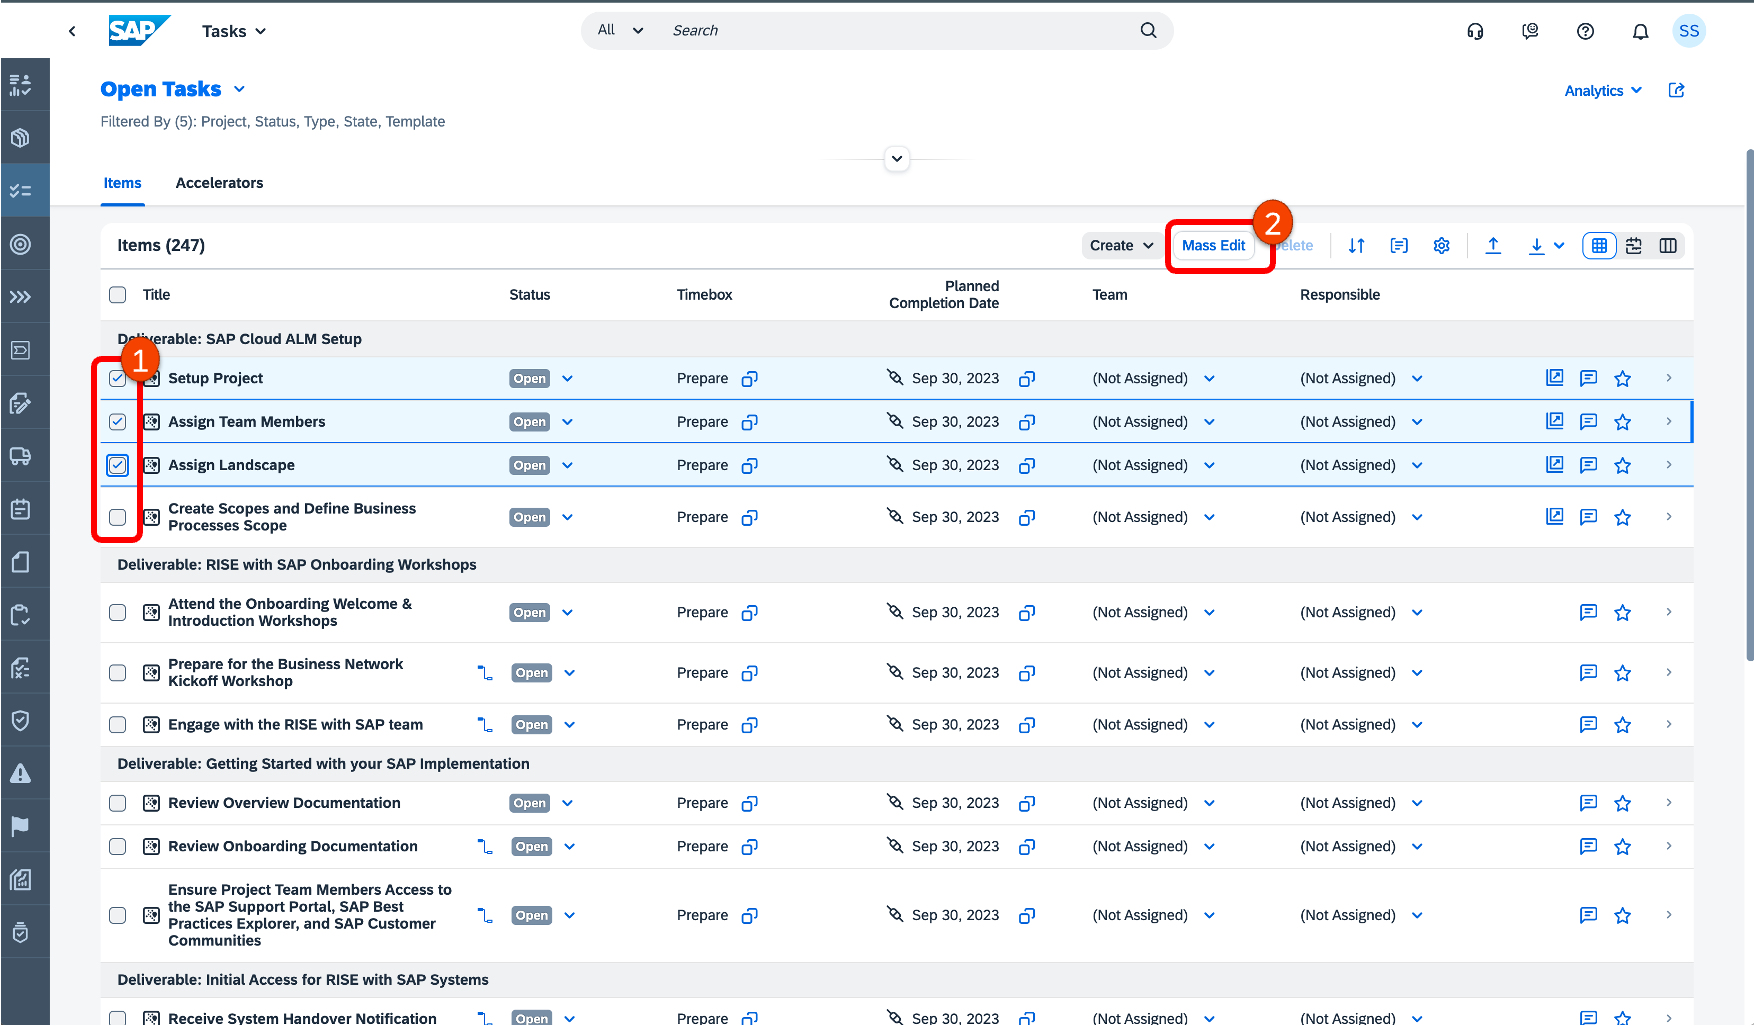 SAP Tasks All Search SS
Open Tasks Analytics
Filtered By (5): Project, Status, Type, State, Template
Items Accelerators
2
Items (247) Create Mass Edit elete
Title Status Timebox Planned Completion Date Team Responsible
Deliverable: SAP Cloud ALM Setup
1
Setup Project Open Prepare Sep 30, 2023 (Not Assigned) (Not Assigned)
Assign Team Members Open Prepare Sep 30, 2023 (Not Assigned) (Not Assigned)
Assign Landscape Open Prepare Sep 30, 2023 (Not Assigned) (Not Assigned)
Create Scopes and Define Business
Processes Scope Open Prepare Sep 30, 2023 (Not Assigned) (Not Assigned)
Deliverable: RISE with SAP Onboarding Workshops
Attend the Onboarding Welcome &
Introduction Workshops Open Prepare Sep 30, 2023 (Not Assigned) (Not Assigned)
Prepare for the Business Network
Kickoff Workshop Open Prepare Sep 30, 2023 (Not Assigned) (Not Assigned)
Engage with the RISE with SAP team Open Prepare Sep 30, 2023 (Not Assigned) (Not Assigned)
Deliverable: Getting Started with your SAP Implementation
Review Overview Documentation Open Prepare Sep 30, 2023 (Not Assigned) (Not Assigned)
Review Onboarding Documentation Open Prepare Sep 30, 2023 (Not Assigned) (Not Assigned)
Ensure Project Team Members Access to
the SAP Support Portal, SAP Best
Practices Explorer, and SAP Customer
Communities Open Prepare Sep 30, 2023 (Not Assigned) (Not Assigned)
Deliverable: Initial Access for RISE with SAP Systems
Receive System Handover Notification Open Prepare Sep 30, 2023 (Not Assigned) (Not Assigned)